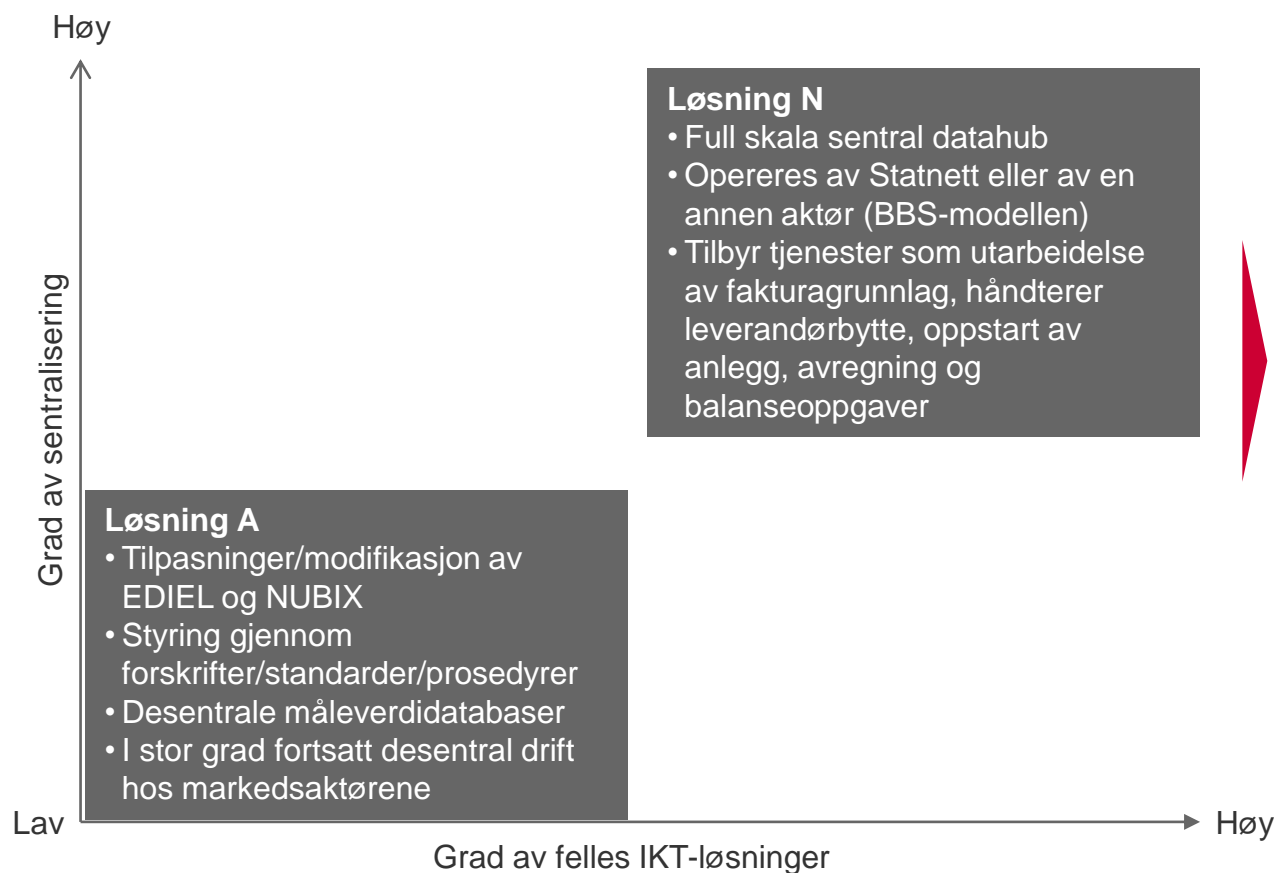 Høy
Løsning N
• Full skala sentral datahub
• Opereres av Statnett eller av en
annen aktør (BBS-modellen)
• Tilbyr tjenester som utarbeidelse
av fakturagrunnlag, håndterer
leverandørbytte, oppstart av
anlegg, avregning og
balanseoppgaver
Grad av sentralisering
Løsning A
• Tilpasninger/modifikasjon av
EDIEL og NUBIX
• Styring gjennom
forskrifter/standarder/prosedyrer
• Desentrale måleverdidatabaser
• I stor grad fortsatt desentral drift
hos markedsaktørene
Lav
Høy
Grad av felles IKT-løsninger